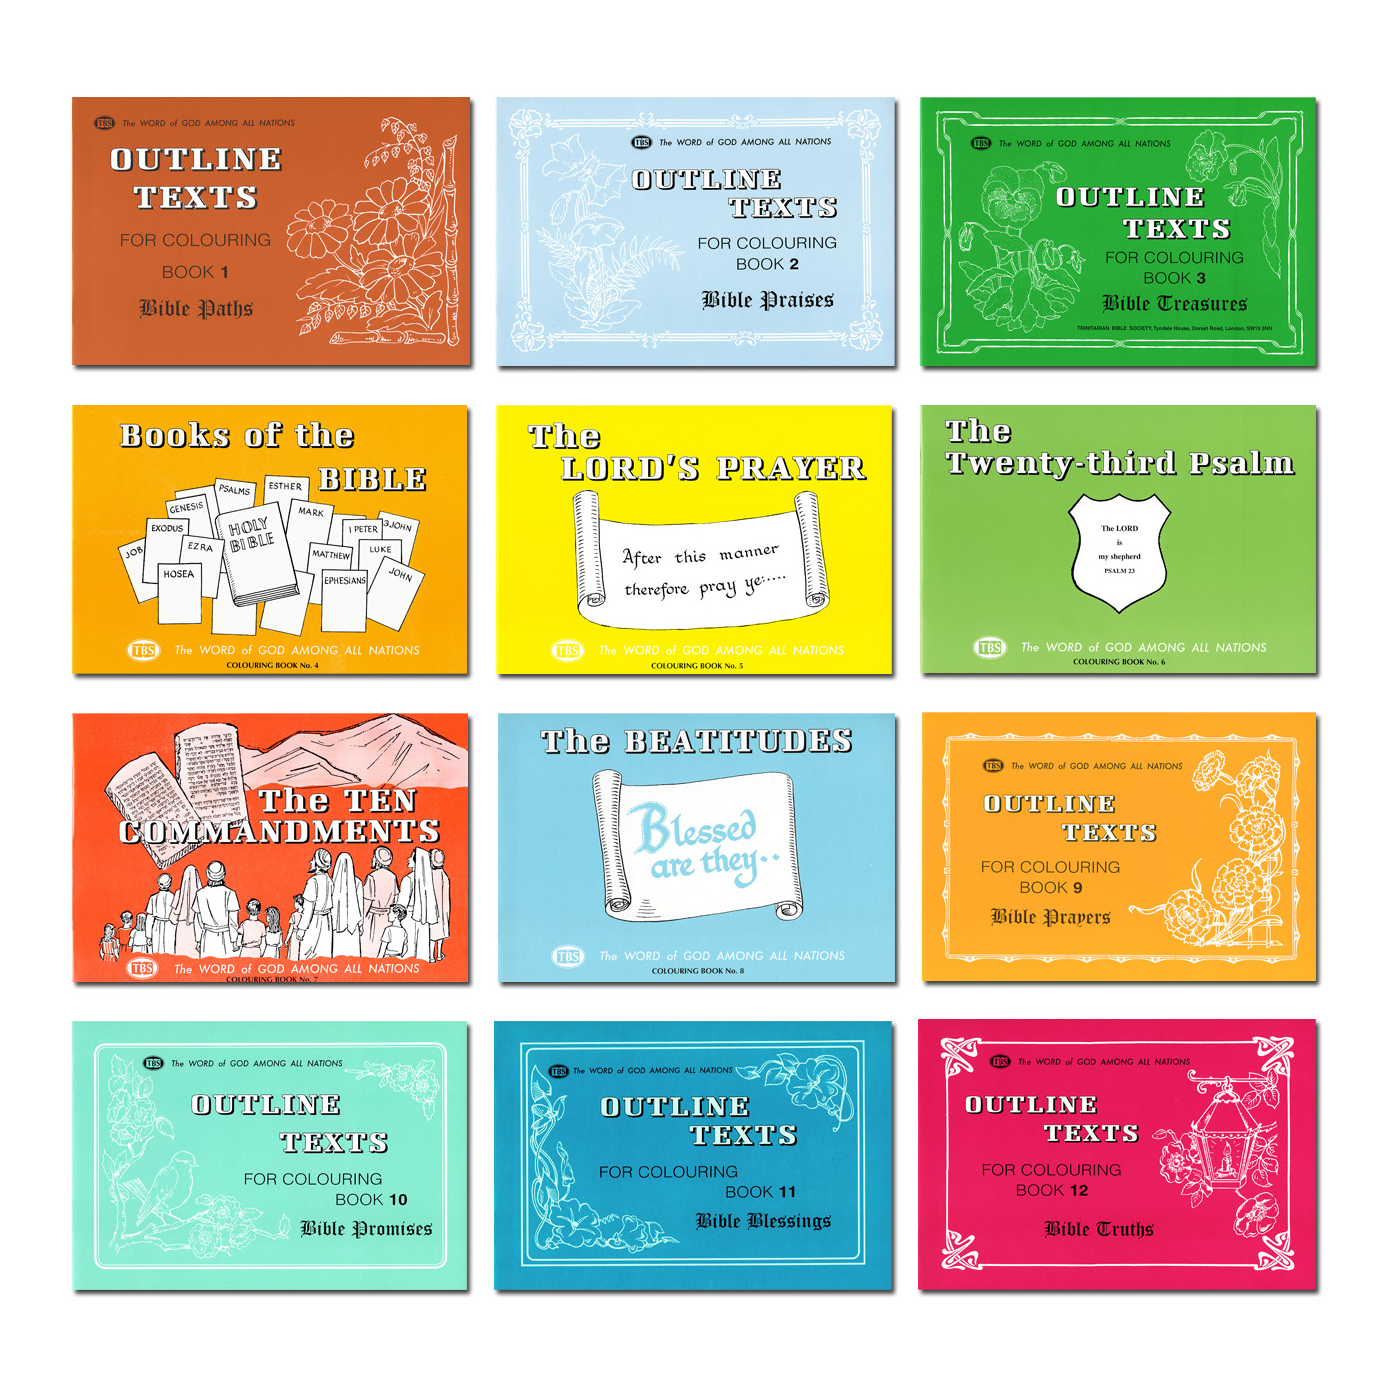 TBS The WORD of GOD AMONG ALL NATIONS
OUTLINE
TEXTS
FOR COLOURING
BOOK 1
Bible Paths
TBS The WORD of GOD AMONG ALL NATIONS
OUTLINE
TEXTS
FOR COLOURING
BOOK 2
Bible Praises
TBS The WORD of GOD AMONG ALL NATIONS
OUTLINE
TEXTS
FOR COLOURING
BOOK 3
Bible Treasures
TRINITARIAN BIBLE SOCIETY, Tyndale House, Dorset Road, London, SW19 3NN
Books of the
BIBLE
PSALMS
ESTHER
GENESIS
MARK
HOLY
BIBLE
EXODUS
I PETER
3 JOHN
JOB
EZRA
MATTHEW
LUKE
HOSEA
EPHESIANS
JOHN
TBS The WORD of GOD AMONG ALL NATIONS
COLOURING BOOK No. 4
The
LORD'S PRAYER
After this manner
therefore pray ye:....
TBS The WORD of GOD AMONG ALL NATIONS
COLOURING BOOK No. 5
The
Twenty-third Psalm
The LORD
is
my shepherd
PSALM 23
TBS The WORD of GOD AMONG ALL NATIONS
COLOURING BOOK No. 6
The TEN
COMMANDMENTS
TBS The WORD of GOD AMONG ALL NATIONS
COLOURING BOOK No. 7
The BEATITUDES
Blessed
are they..
TBS The WORD of GOD AMONG ALL NATIONS
COLOURING BOOK No. 8
TBS The WORD of GOD AMONG ALL NATIONS
OUTLINE
TEXTS
FOR COLOURING
BOOK 9
Bible Prayers
TBS The WORD of GOD AMONG ALL NATIONS
OUTLINE
TEXTS
FOR COLOURING
BOOK 10
Bible Promises
TBS The WORD of GOD AMONG ALL NATIONS
OUTLINE
TEXTS
FOR COLOURING
BOOK 11
Bible Blessings
TBS The WORD of GOD AMONG ALL NATIONS
OUTLINE
TEXTS
FOR COLOURING
BOOK 12
Bible Truths